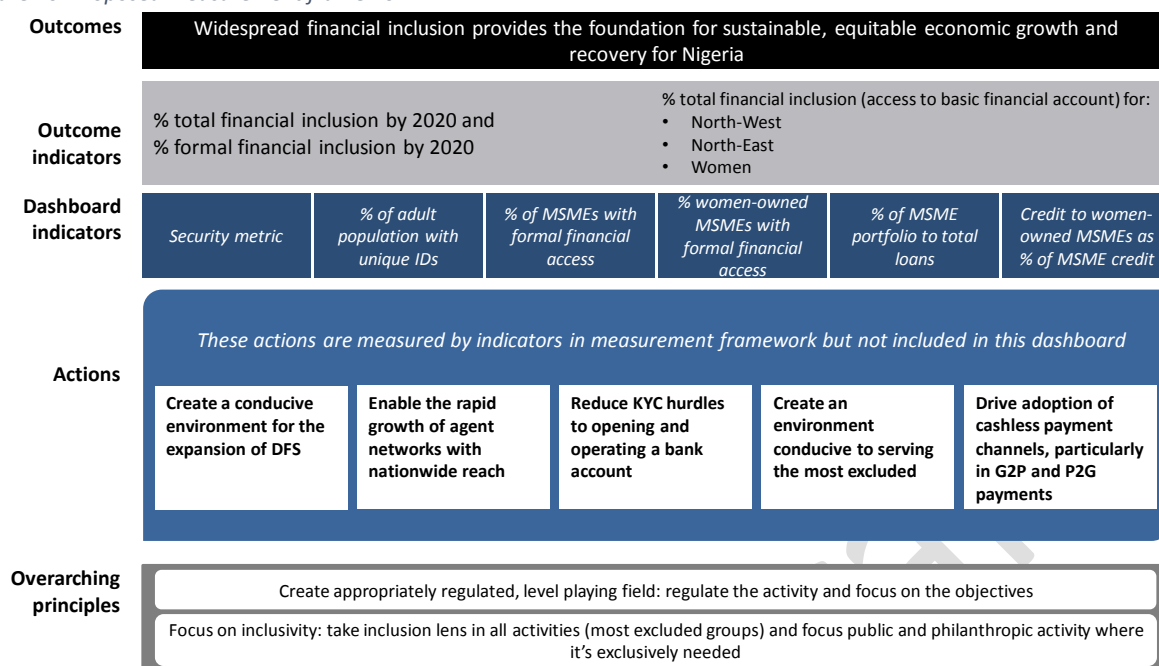 Outcomes
Widespread financial inclusion provides the foundation for sustainable, equitable economic growth and
recovery for Nigeria
Outcome
indicators
% total financial inclusion by 2020 and
% formal financial inclusion by 2020
% total financial inclusion (access to basic financial account) for:
• North-West
• North-East
• Women
Dashboard
indicators
Security metric
% of adult
population with
unique IDs
% of MSMEs with
formal financial
access
% women-owned
MSMEs with
formal financial
access
% of MSME
portfolio to total
loans
Credit to women-
owned MSMEs as
% of MSME credit
Actions
These actions are measured by indicators in measurement framework but not included in this dashboard
Create a conducive
environment for the
expansion of DFS
Enable the rapid
growth of agent
networks with
nationwide reach
Reduce KYC hurdles
to opening and
operating a bank
account
Create an
environment
conducive to serving
the most excluded
Drive adoption of
cashless payment
channels, particularly
in G2P and P2G
payments
Overarching
principles
Create appropriately regulated, level playing field: regulate the activity and focus on the objectives
Focus on inclusivity: take inclusion lens in all activities (most excluded groups) and focus public and philanthropic activity where
it's exclusively needed